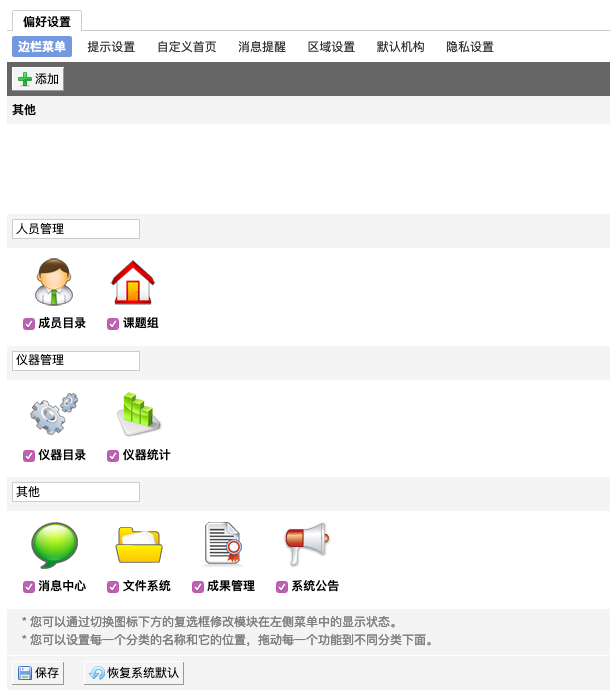 偏好设置
边栏菜单 提示设置 自定义首页 消息提醒 区域设置 默认机构 隐私设置
添加
其他
人员管理
成员目录 课题组
仪器管理
仪器目录 仪器统计
其他
消息中心 文件系统 成果管理 系统公告
* 您可以通过切换图标下方的复选框修改模块在左侧菜单中的显示状态。
* 您可以设置每一个分类的名称和它的位置，拖动每一个功能到不同分类下面。
保存 恢复系统默认